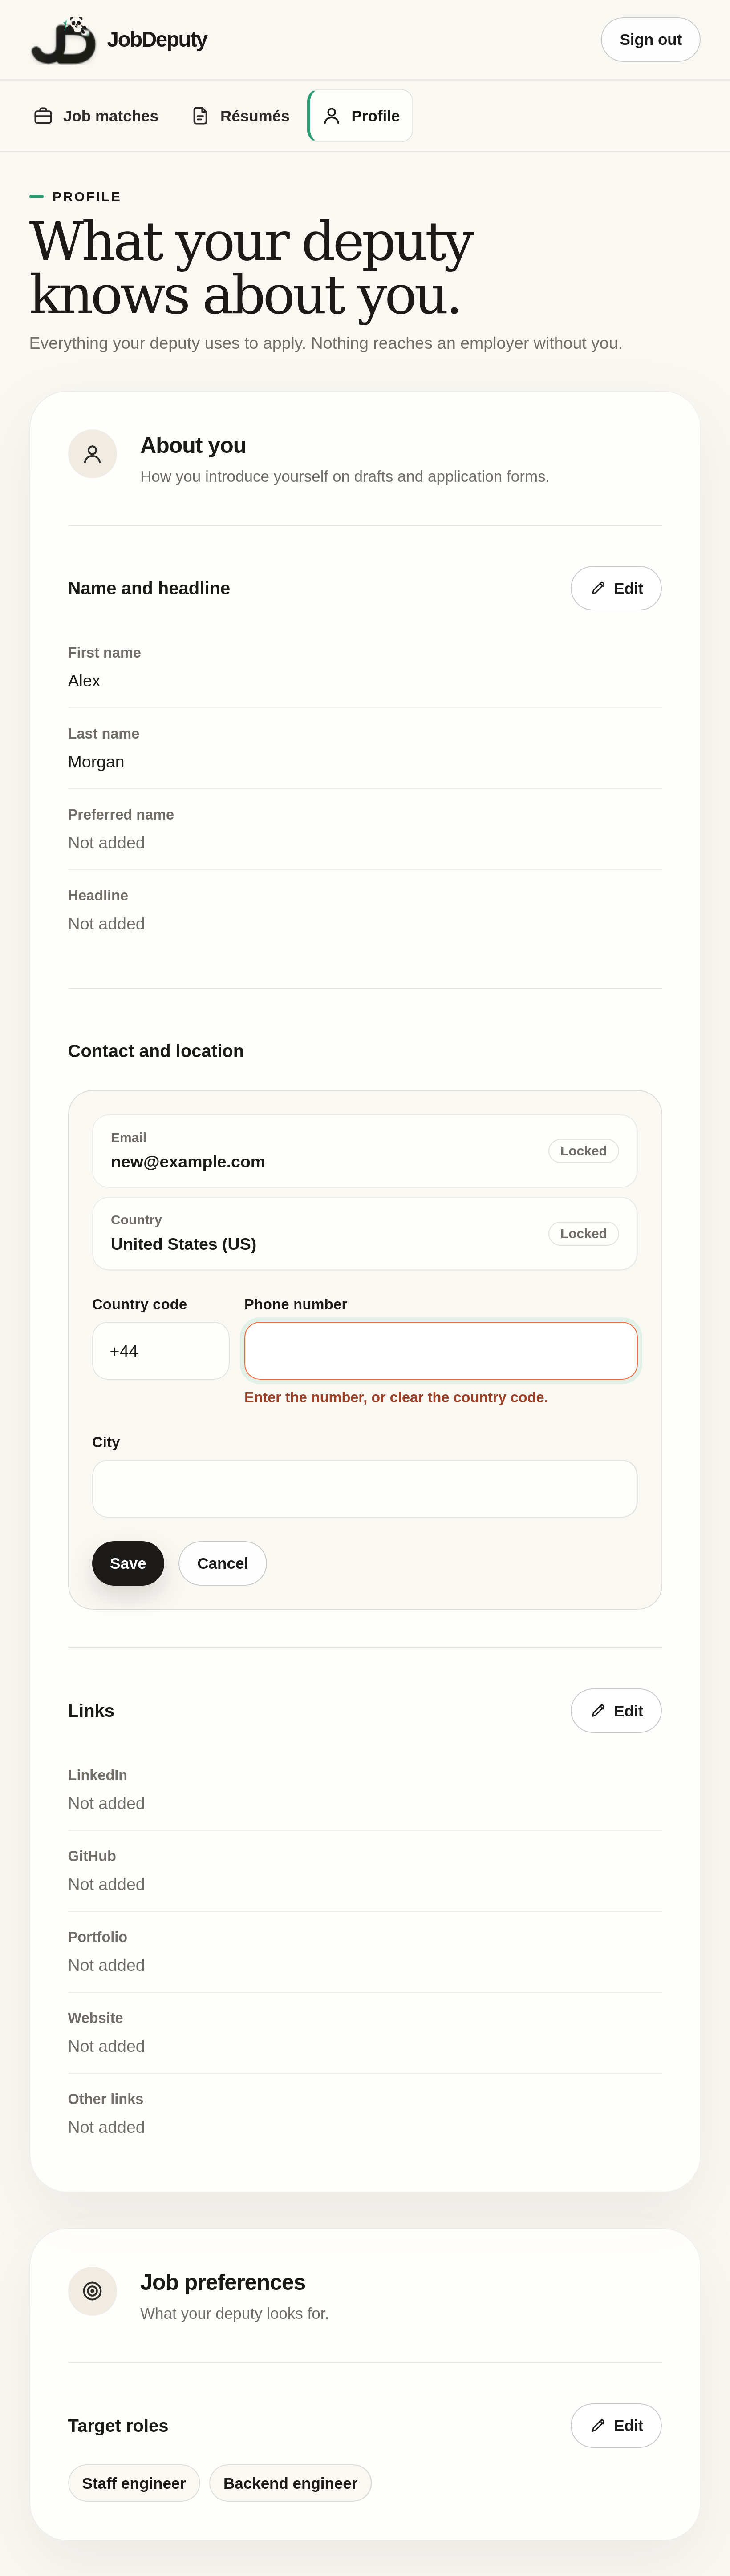 JobDeputy
Sign out
Job matches
Résumés
Profile
PROFILE
What your deputy
knows about you.
Everything your deputy uses to apply. Nothing reaches an employer without you.
About you
How you introduce yourself on drafts and application forms.
Name and headline
Edit
First name
Alex
Last name
Morgan
Preferred name
Not added
Headline
Not added
Contact and location
Email
new@example.com
Locked
Country
United States (US)
Locked
Country code
Phone number
+44
Enter the number, or clear the country code.
City
Save
Cancel
Links
Edit
LinkedIn
Not added
GitHub
Not added
Portfolio
Not added
Website
Not added
Other links
Not added
Job preferences
What your deputy looks for.
Target roles
Edit
Staff engineer
Backend engineer